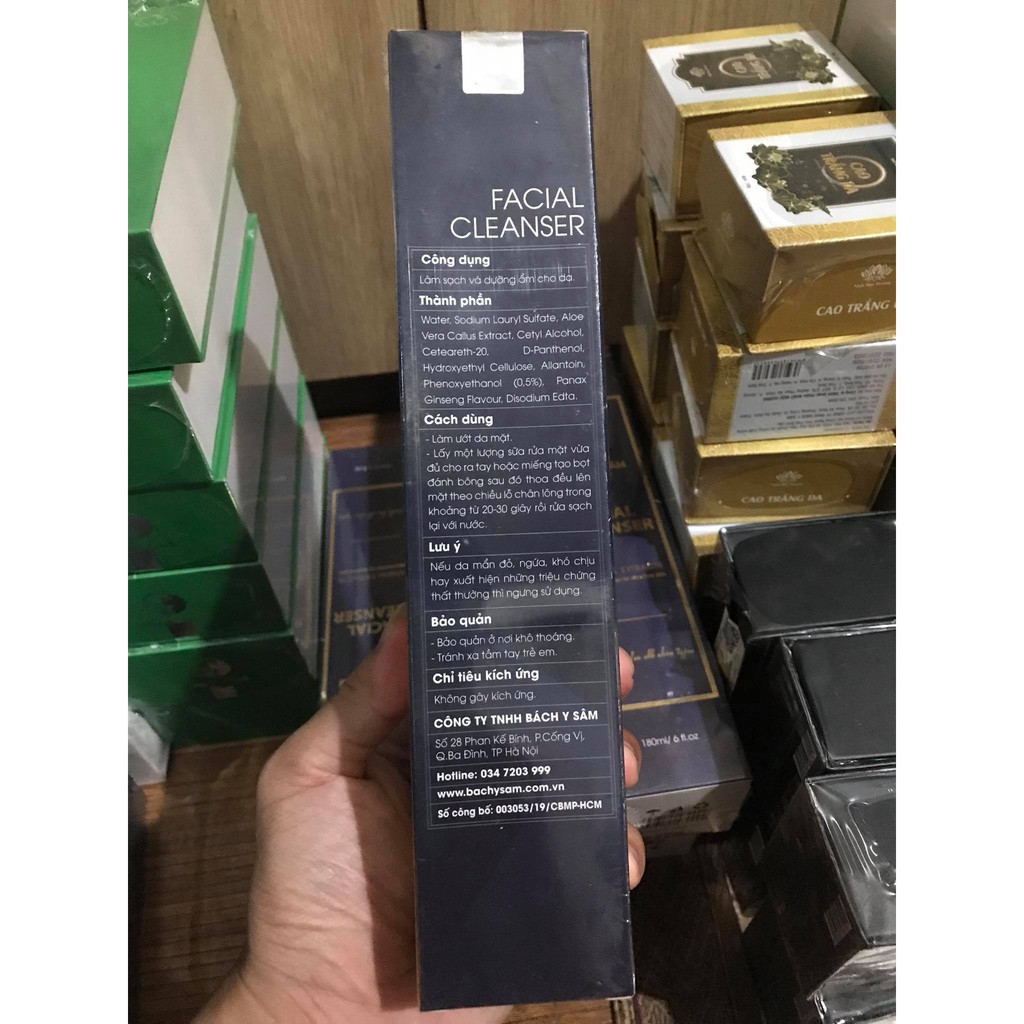 FACIAL
CLEANSER
Công dụng
Làm sạch và dưỡng ẩm cho da.
Thành phần
Water, Sodium Lauryl Sulfate, Aloe
Vera Callus Extract, Cetyl Alcohol,
Ceteareth-20, D-Panthenol,
Hydroxyethyl Cellulose, Allantoin,
Phenoxyethanol (0,5%), Panax
Ginseng Flavour, Disodium Edta.
Cách dùng
- Làm ướt da mặt.
- Lấy một lượng sữa rửa mặt vừa
đủ cho ra tay hoặc miếng tạo bọt
đánh bông sau đó thoa đều lên
mặt theo chiều lỗ chân lông trong
khoảng từ 20-30 giây rồi rửa sạch
lại với nước.
Lưu ý
Nếu da mẩn đỏ, ngứa, khó chịu
hay xuất hiện những triệu chứng
thất thường thì ngưng sử dụng.
Bảo quản
- Bảo quản ở nơi khô thoáng.
- Tránh xa tầm tay trẻ em.
Chỉ tiêu kích ứng
Không gây kích ứng.
CÔNG TY TNHH BÁCH Y SÂM
Số 28 Phan Kế Bính, P.Cống Vị,
Q.Ba Đình, TP Hà Nội
Hotline: 034 7203 999
www.bachysam.com.vn
Số công bố: 003053/19/CBMP-HCM
CAO
TRẮNG DA
CAO TRẮNG
CAO TRẮNG DA
FACIAL
CLEANSER
180ml/ 6 fl.oz